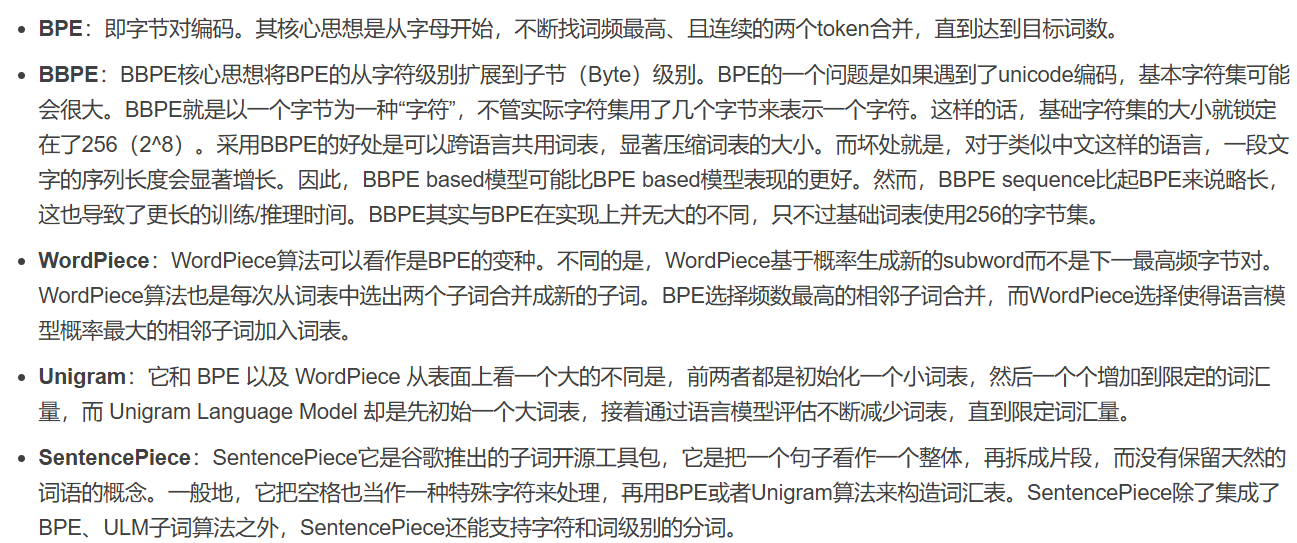 • BPE：即字节对编码。其核心思想是从字母开始，不断找词频最高、且连续的两个token合并，直到达到目标词数。
• BBPE：BBPE核心思想将BPE的从字符级别扩展到子节（Byte）级别。BPE的一个问题是如果遇到了unicode编码，基本字符集可能
会很大。BBPE就是以一个字节为一种“字符”，不管实际字符集用了几个字节来表示一个字符。这样的话，基础字符集的大小就锁定
在了256（2^8）。采用BBPE的好处是可以跨语言共用词表，显著压缩词表的大小。而坏处就是，对于类似中文这样的语言，一段文
字的序列长度会显著增长。因此，BBPE based模型可能比BPE based模型表现的更好。然而，BBPE sequence比起BPE来说略长，
这也导致了更长的训练/推理时间。BBPE其实与BPE在实现上并无大的不同，只不过基础词表使用256的字节集。
• WordPiece：WordPiece算法可以看作是BPE的变种。不同的是，WordPiece基于概率生成新的subword而不是下一最高频字节对。
WordPiece算法也是每次从词表中选出两个子词合并成新的子词。BPE选择频数最高的相邻子词合并，而WordPiece选择使得语言模
型概率最大的相邻子词加入词表。
• Unigram：它和 BPE 以及 WordPiece 从表面上看一个大的不同是，前两者都是初始化一个小词表，然后一个个增加到限定的词汇
量，而 Unigram Language Model 却是先初始一个大词表，接着通过语言模型评估不断减少词表，直到限定词汇量。
• SentencePiece：SentencePiece它是谷歌推出的子词开源工具包，它是把一个句子看作一个整体，再拆成片段，而没有保留天然的
词语的概念。一般地，它把空格也当作一种特殊字符来处理，再用BPE或者Unigram算法来构造词汇表。SentencePiece除了集成了
BPE、ULM子词算法之外，SentencePiece还能支持字符和词级别的分词。